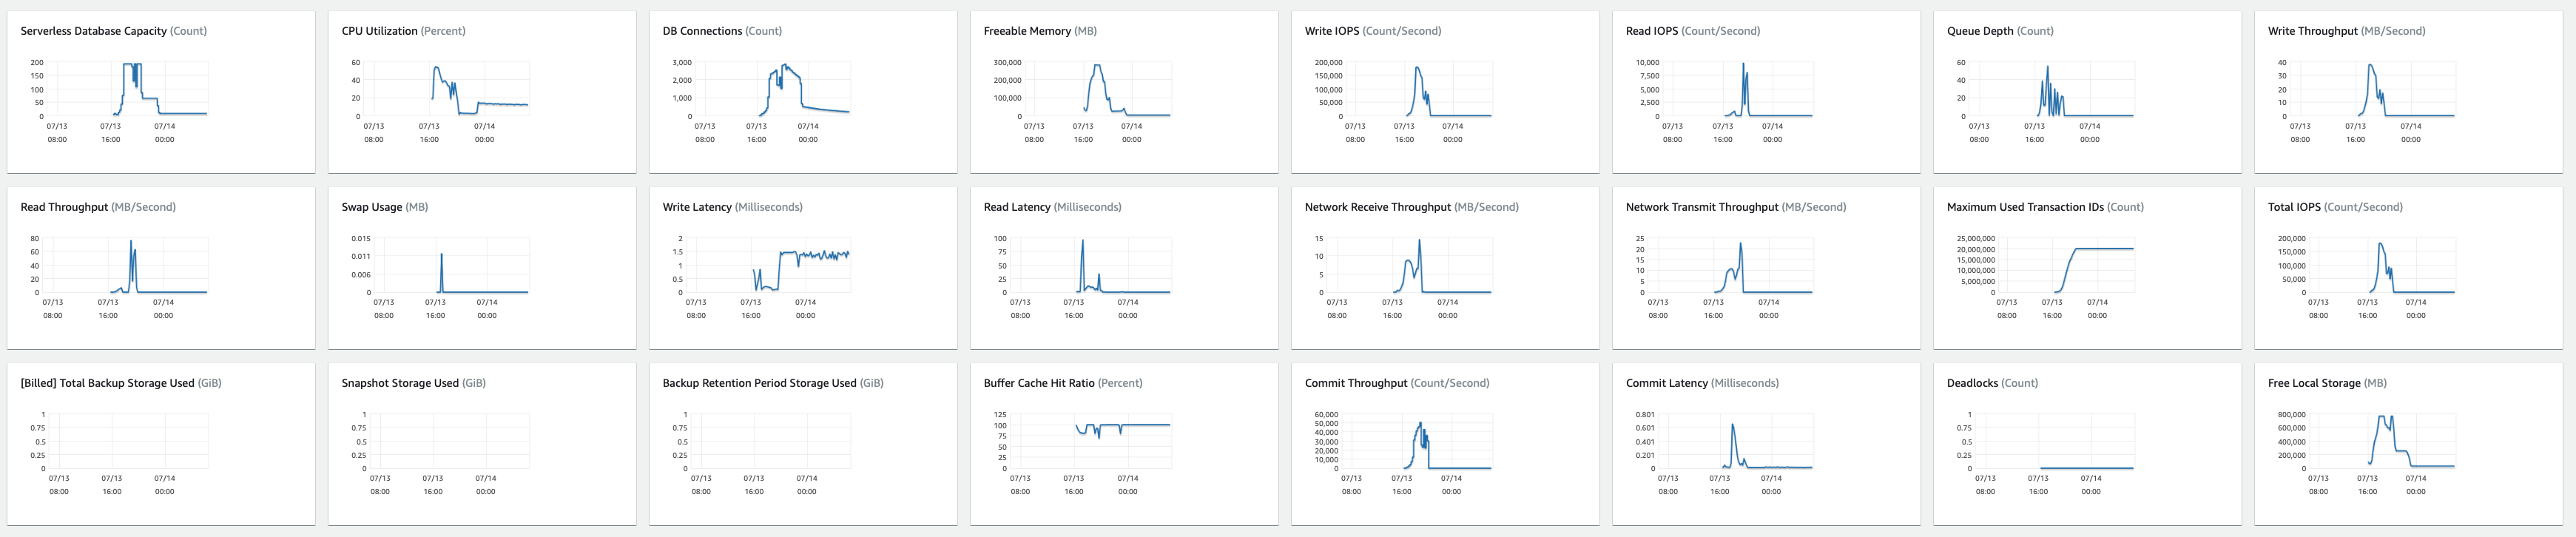 Serverless Database Capacity (Count)
200
150
100
50
0
07/13 07/13 07/14
08:00 16:00 00:00
CPU Utilization (Percent)
60
40
20
0
07/13 07/13 07/14
08:00 16:00 00:00
DB Connections (Count)
3,000
2,000
1,000
0
07/13 07/13 07/14
08:00 16:00 00:00
Freeable Memory (MB)
300,000
200,000
100,000
0
07/13 07/13 07/14
08:00 16:00 00:00
Write IOPS (Count/Second)
200,000
150,000
100,000
50,000
0
07/13 07/13 07/14
08:00 16:00 00:00
Read IOPS (Count/Second)
10,000
7,500
5,000
2,500
0
07/13 07/13 07/14
08:00 16:00 00:00
Queue Depth (Count)
60
40
20
0
07/13 07/13 07/14
08:00 16:00 00:00
Write Throughput (MB/Second)
40
30
20
10
0
07/13 07/13 07/14
08:00 16:00 00:00
Read Throughput (MB/Second)
80
60
40
20
0
07/13 07/13 07/14
08:00 16:00 00:00
Swap Usage (MB)
0.015
0.011
0.006
0
07/13 07/13 07/14
08:00 16:00 00:00
Write Latency (Milliseconds)
2
1.5
1
0.5
0
07/13 07/13 07/14
08:00 16:00 00:00
Read Latency (Milliseconds)
100
75
50
25
0
07/13 07/13 07/14
08:00 16:00 00:00
Network Receive Throughput (MB/Second)
15
10
5
0
07/13 07/13 07/14
08:00 16:00 00:00
Network Transmit Throughput (MB/Second)
25
20
15
10
5
0
07/13 07/13 07/14
08:00 16:00 00:00
Maximum Used Transaction IDs (Count)
25,000,000
20,000,000
15,000,000
10,000,000
5,000,000
0
07/13 07/13 07/14
08:00 16:00 00:00
Total IOPS (Count/Second)
200,000
150,000
100,000
50,000
0
07/13 07/13 07/14
08:00 16:00 00:00
[Billed] Total Backup Storage Used (GiB)
1
0.75
0.5
0.25
0
07/13 07/13 07/14
08:00 16:00 00:00
Snapshot Storage Used (GiB)
1
0.75
0.5
0.25
0
07/13 07/13 07/14
08:00 16:00 00:00
Backup Retention Period Storage Used (GiB)
1
0.75
0.5
0.25
0
07/13 07/13 07/14
08:00 16:00 00:00
Buffer Cache Hit Ratio (Percent)
125
100
75
50
25
0
07/13 07/13 07/14
08:00 16:00 00:00
Commit Throughput (Count/Second)
60,000
50,000
40,000
30,000
20,000
10,000
0
07/13 07/13 07/14
08:00 16:00 00:00
Commit Latency (Milliseconds)
0.801
0.601
0.401
0.201
0
07/13 07/13 07/14
08:00 16:00 00:00
Deadlocks (Count)
1
0.75
0.5
0.25
0
07/13 07/13 07/14
08:00 16:00 00:00
Free Local Storage (MB)
800,000
600,000
400,000
200,000
0
07/13 07/13 07/14
08:00 16:00 00:00